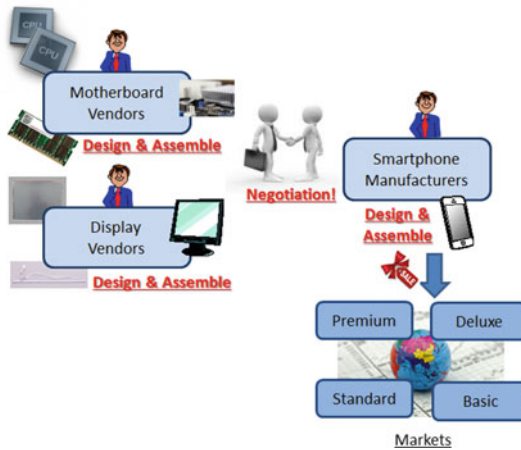 CPU
CPU
Motherboard
Vendors
Design & Assemble
Display
Vendors
Design & Assemble
Negotiation!
Smartphone
Manufacturers
Design &
Assemble
SALE
Premium
Deluxe
Standard
Basic
Markets